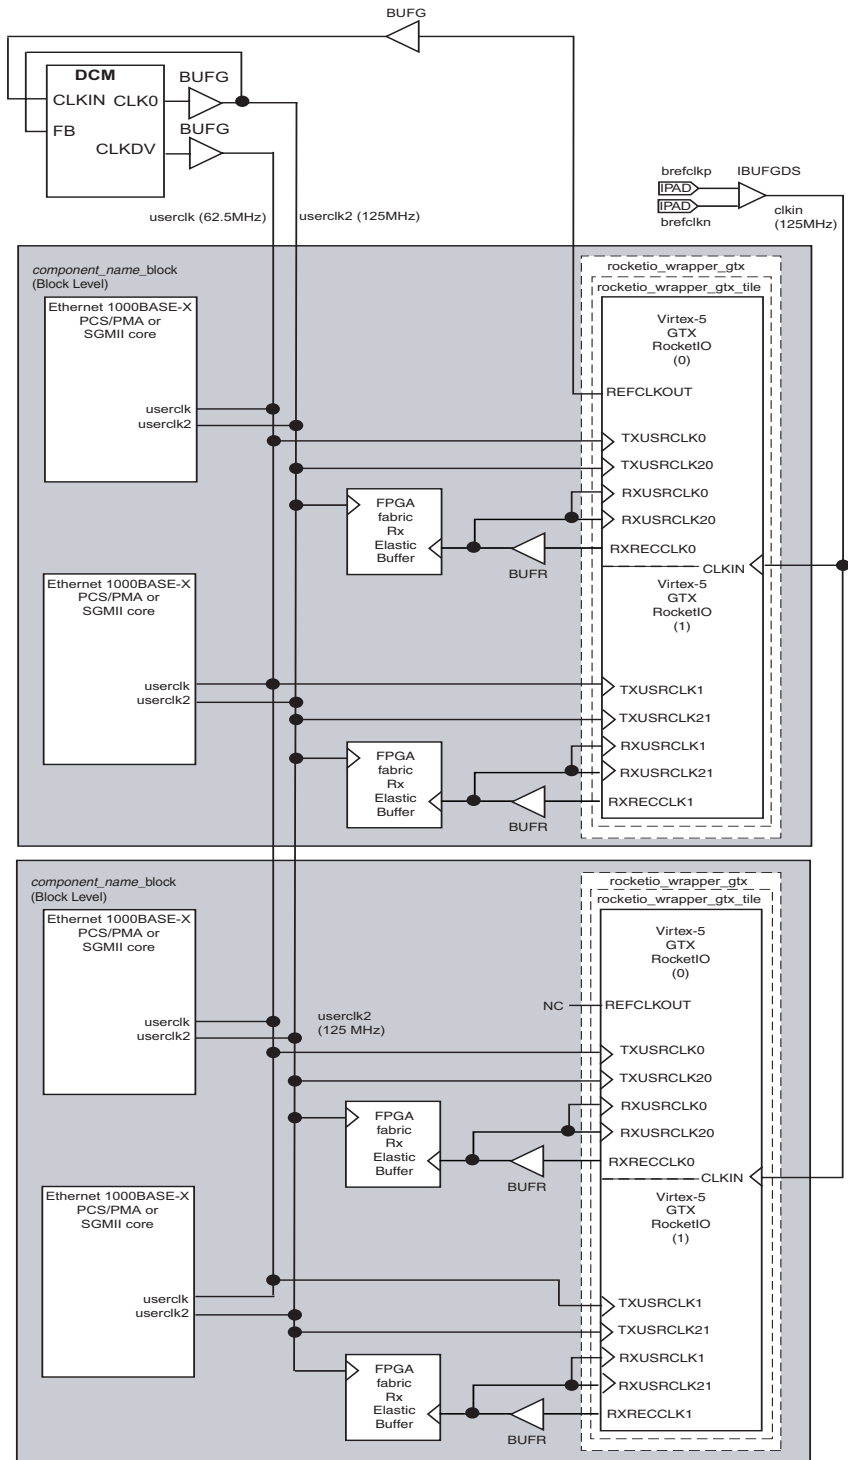 BUFG
DCM
CLKIN CLK0
FB
CLKDV
BUFG
BUFG
userclk (62.5MHz)
userclk2 (125MHz)
brefclkp
IPAD
IPAD
brefclkn
IBUFGDS
clkin
(125MHz)
component_name_block
(Block Level)
Ethernet 1000BASE-X
PCS/PMA or
SGMII core
userclk
userclk2
FPGA
fabric
Rx
Elastic
Buffer
BUFR
rocketio_wrapper_gtx
rocketio_wrapper_gtx_tile
Virtex-5
GTX
RocketIO
(0)
REFCLKOUT
TXUSRCLK0
TXUSRCLK20
RXUSRCLK0
RXUSRCLK20
RXRECCLK0
CLKIN
Virtex-5
GTX
RocketIO
(1)
Ethernet 1000BASE-X
PCS/PMA or
SGMII core
userclk
userclk2
FPGA
fabric
Rx
Elastic
Buffer
BUFR
TXUSRCLK1
TXUSRCLK21
RXUSRCLK1
RXUSRCLK21
RXRECCLK1
component_name_block
(Block Level)
Ethernet 1000BASE-X
PCS/PMA or
SGMII core
userclk
userclk2
userclk2
(125 MHz)
FPGA
fabric
Rx
Elastic
Buffer
BUFR
rocketio_wrapper_gtx
rocketio_wrapper_gtx_tile
Virtex-5
GTX
RocketIO
(0)
NC
REFCLKOUT
TXUSRCLK0
TXUSRCLK20
RXUSRCLK0
RXUSRCLK20
RXRECCLK0
CLKIN
Virtex-5
GTX
RocketIO
(1)
Ethernet 1000BASE-X
PCS/PMA or
SGMII core
userclk
userclk2
FPGA
fabric
Rx
Elastic
Buffer
BUFR
TXUSRCLK1
TXUSRCLK21
RXUSRCLK1
RXUSRCLK21
RXRECCLK1